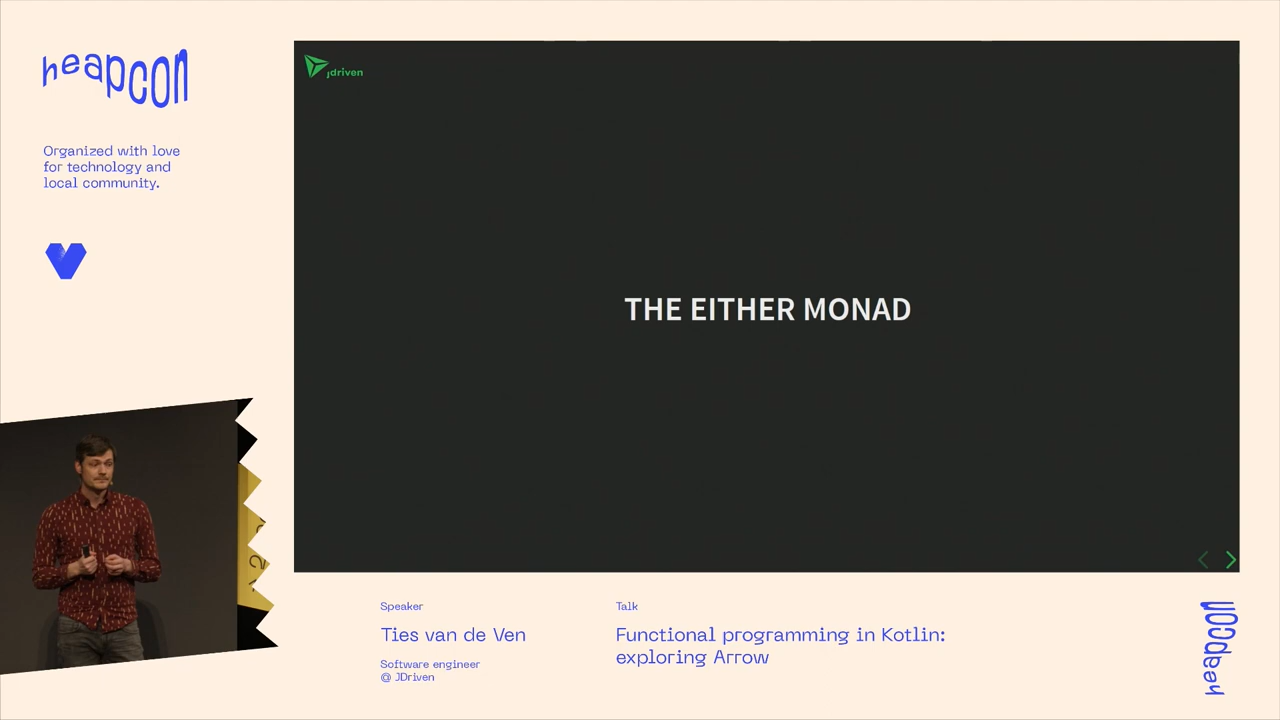 heapcon
Organized with love
for technology and
local community.
jdriven
THE EITHER MONAD
Speaker
Ties van de Ven
Software engineer
@ JDriven
Talk
Functional programming in Kotlin:
exploring Arrow
heapcon